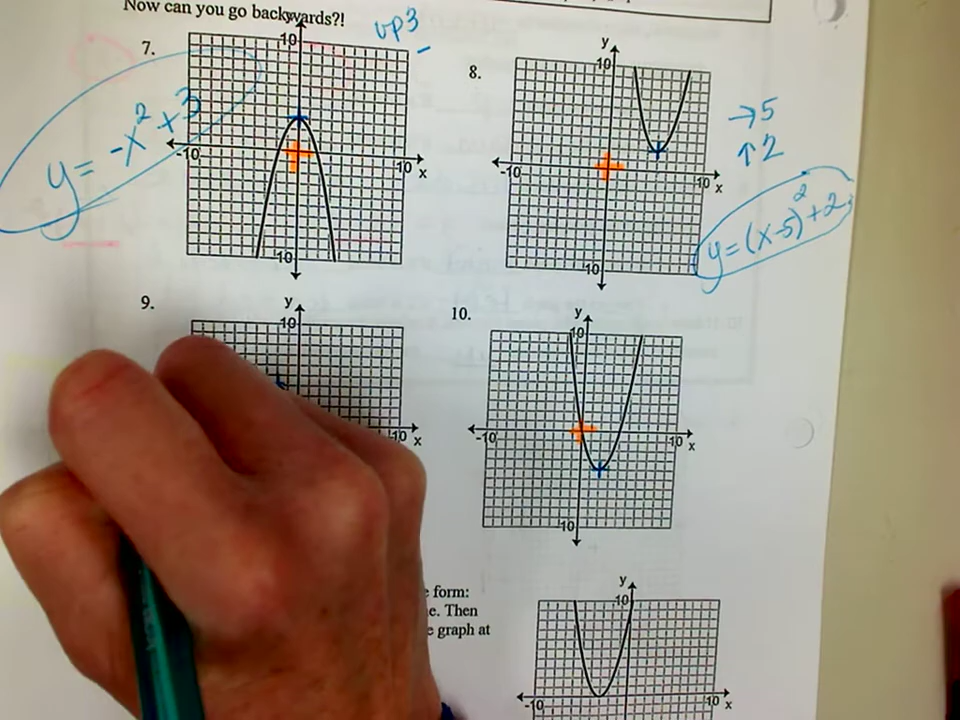 Now can you go backwards?!
up3
7.
10
-10
10
x
10
y = -x² + 3
8.
y
10
-10
10
x
10
→5
↑2
y = (x-5)² + 2
9.
y
10
10
x
10.
y
10
-10
10
x
10
form:
e. Then
graph at
y
10
-10
10
x